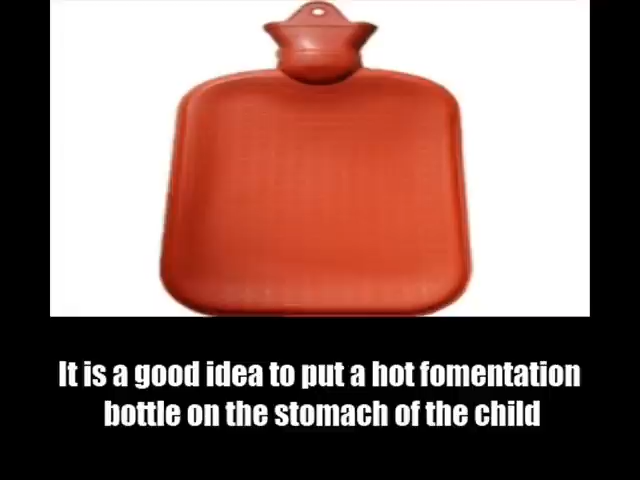 It is a good idea to put a hot fomentation
bottle on the stomach of the child